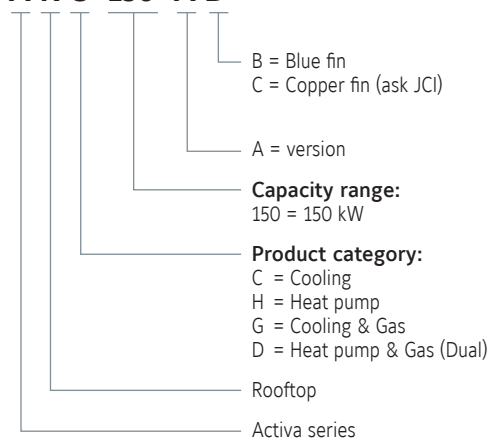 B = Blue fin
C = Copper fin (ask JCI)
A = version
Capacity range:
150 = 150 kW
Product category:
C = Cooling
H = Heat pump
G = Cooling & Gas
D = Heat pump & Gas (Dual)
Rooftop
Activa series